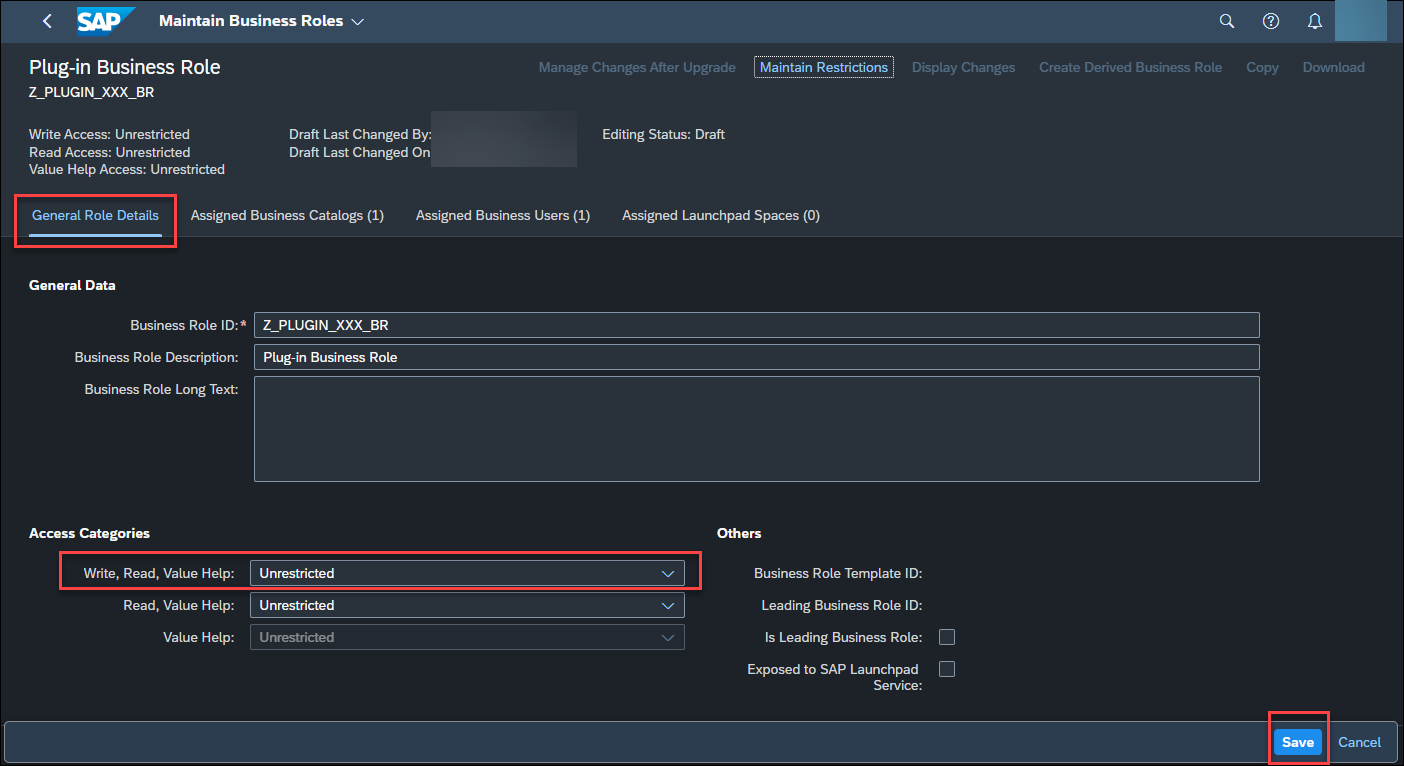 SAP Maintain Business Roles
Plug-in Business Role
Manage Changes After Upgrade Maintain Restrictions Display Changes Create Derived Business Role Copy Download
Z_PLUGIN_XXX_BR
Write Access: Unrestricted
Read Access: Unrestricted
Value Help Access: Unrestricted
Draft Last Changed By:
Draft Last Changed On
Editing Status: Draft
General Role Details Assigned Business Catalogs (1) Assigned Business Users (1) Assigned Launchpad Spaces (0)
General Data
Business Role ID:* Z_PLUGIN_XXX_BR
Business Role Description: Plug-in Business Role
Business Role Long Text:
Access Categories
Write, Read, Value Help: Unrestricted
Read, Value Help: Unrestricted
Value Help: Unrestricted
Others
Business Role Template ID:
Leading Business Role ID:
Is Leading Business Role:
Exposed to SAP Launchpad
Service:
Save Cancel